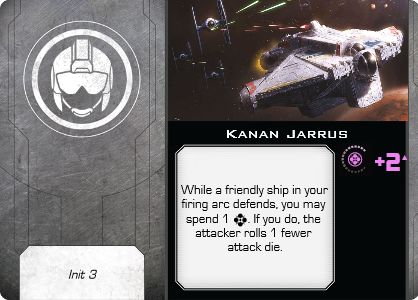 Kanan Jarrus
+2
While a friendly ship in your
firing arc defends, you may
spend 1 . If you do, the
attacker rolls 1 fewer
attack die.
Init 3